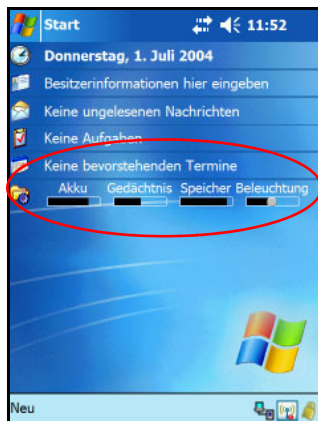 Start 11:52
Donnerstag, 1. Juli 2004
Besitzerinformationen hier eingeben
Keine ungelesenen Nachrichten
Keine Aufgaben
Keine bevorstehenden Termine
Akku Gedächtnis Speicher Beleuchtung
Neu